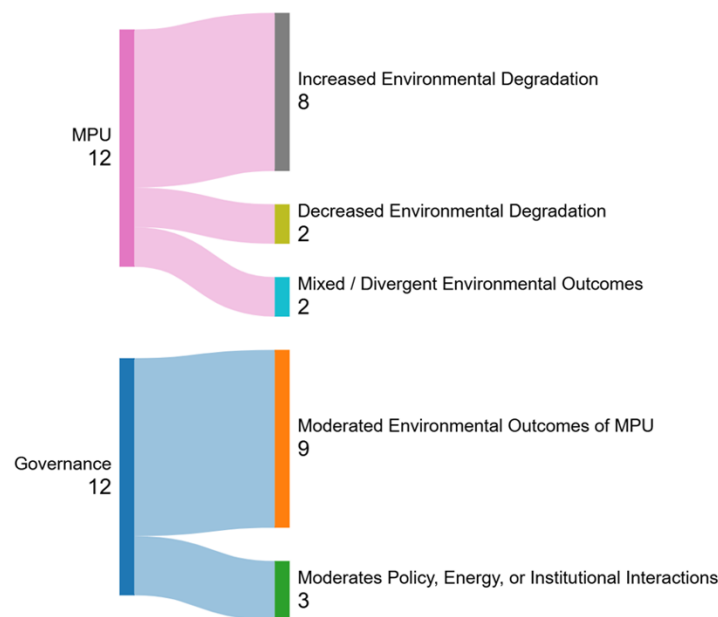 MPU
12
Increased Environmental Degradation
8
Decreased Environmental Degradation
2
Mixed / Divergent Environmental Outcomes
2
Governance
12
Moderated Environmental Outcomes of MPU
9
Moderates Policy, Energy, or Institutional Interactions
3